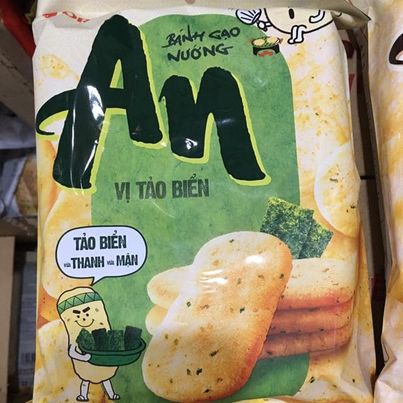 BÁNH GẠO
NƯỚNG
An
VỊ TẢO BIỂN
TẢO BIỂN
vừa THANH vừa MẶN